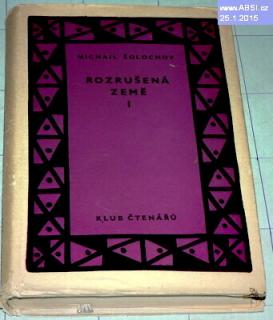 www.ABSI.cz
25.1.2015
MICHAIL ŠOLOCHOV
ROZRUŠENÁ
ZEMĚ
I
KLUB ČTENÁŘŮ